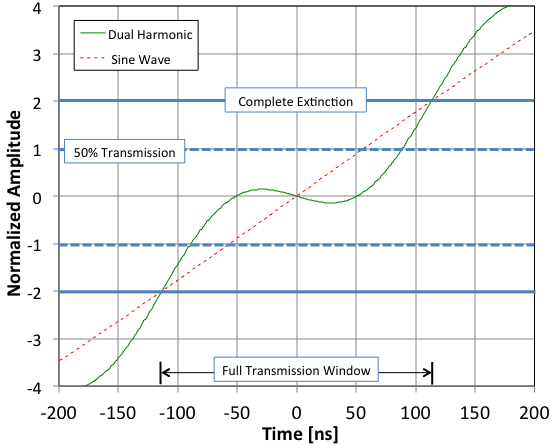 Normalized Amplitude
4
3
2
1
0
-1
-2
-3
-4
Dual Harmonic
Sine Wave
Complete Extinction
50% Transmission
Full Transmission Window
-200 -150 -100 -50 0 50 100 150 200
Time [ns]